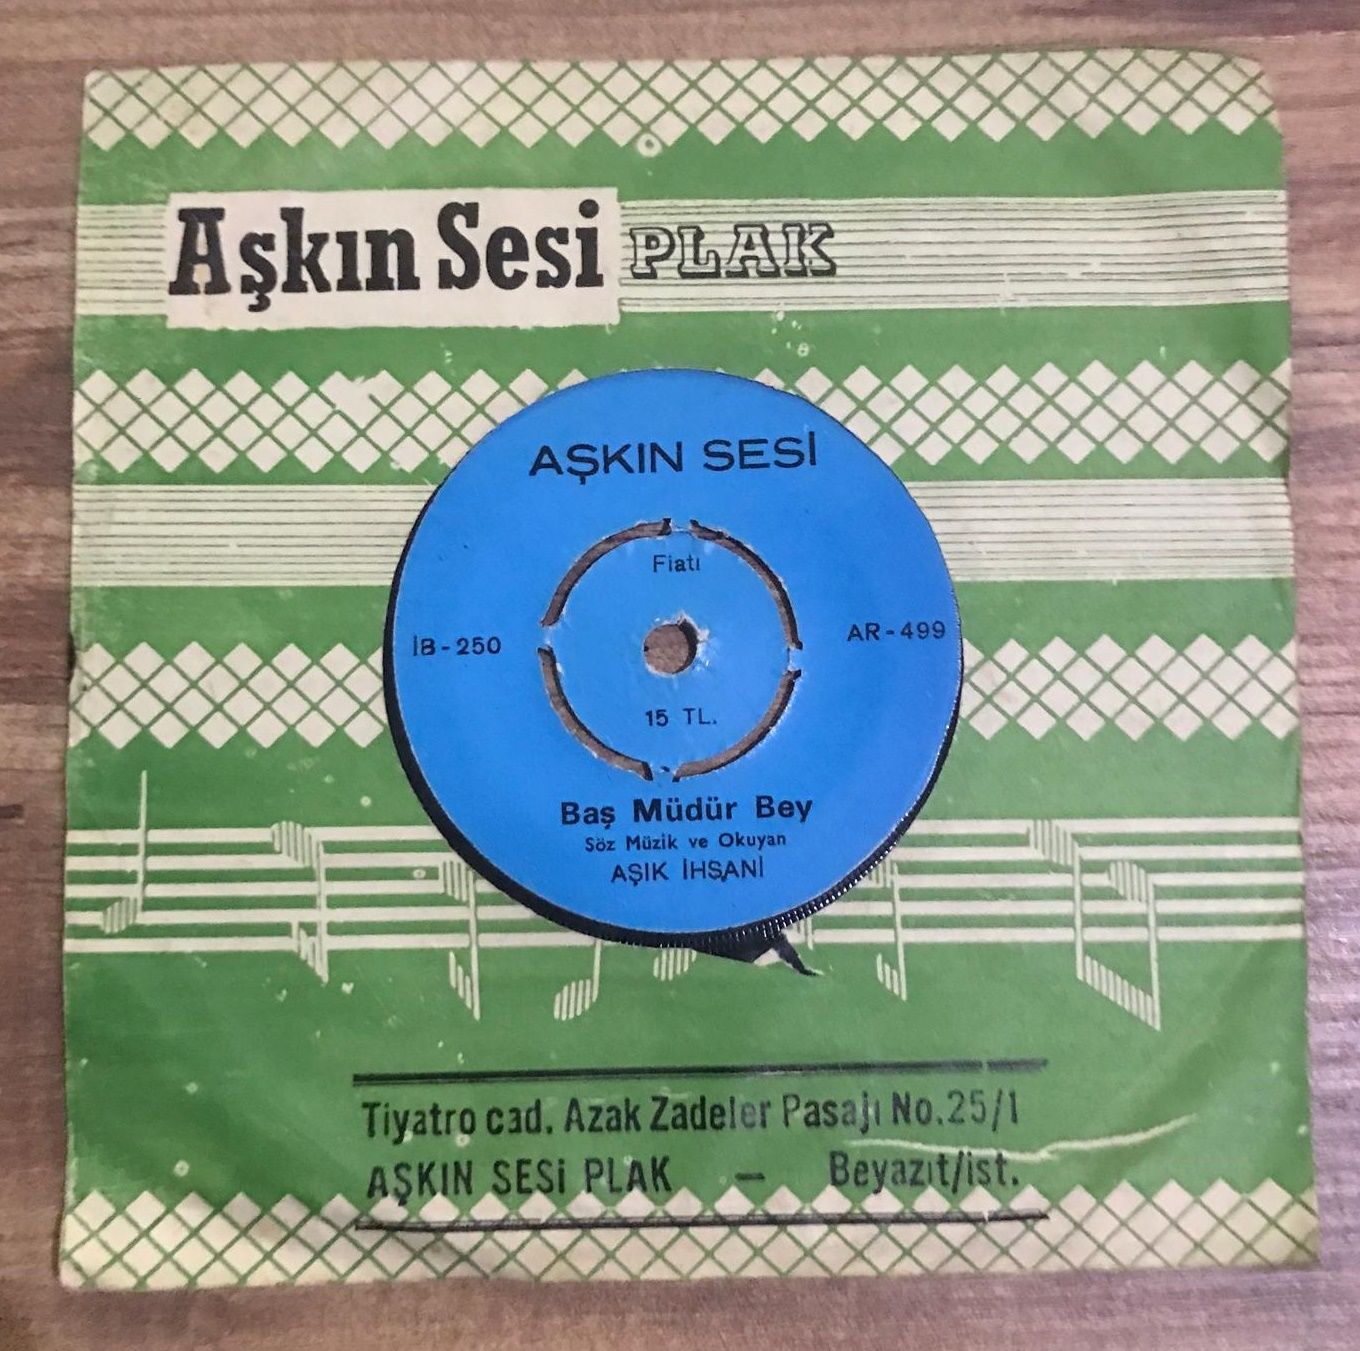 Aşkın Sesi PLAK
AŞKIN SESİ
Fiatı
İB-250
AR-499
15 TL.
Baş Müdür Bey
Söz Müzik ve Okuyan
AŞIK İHSANİ
Tiyatro cad. Azak Zadeler Pasajı No.25/1
AŞKIN SESİ PLAK — Beyazıt/ist.